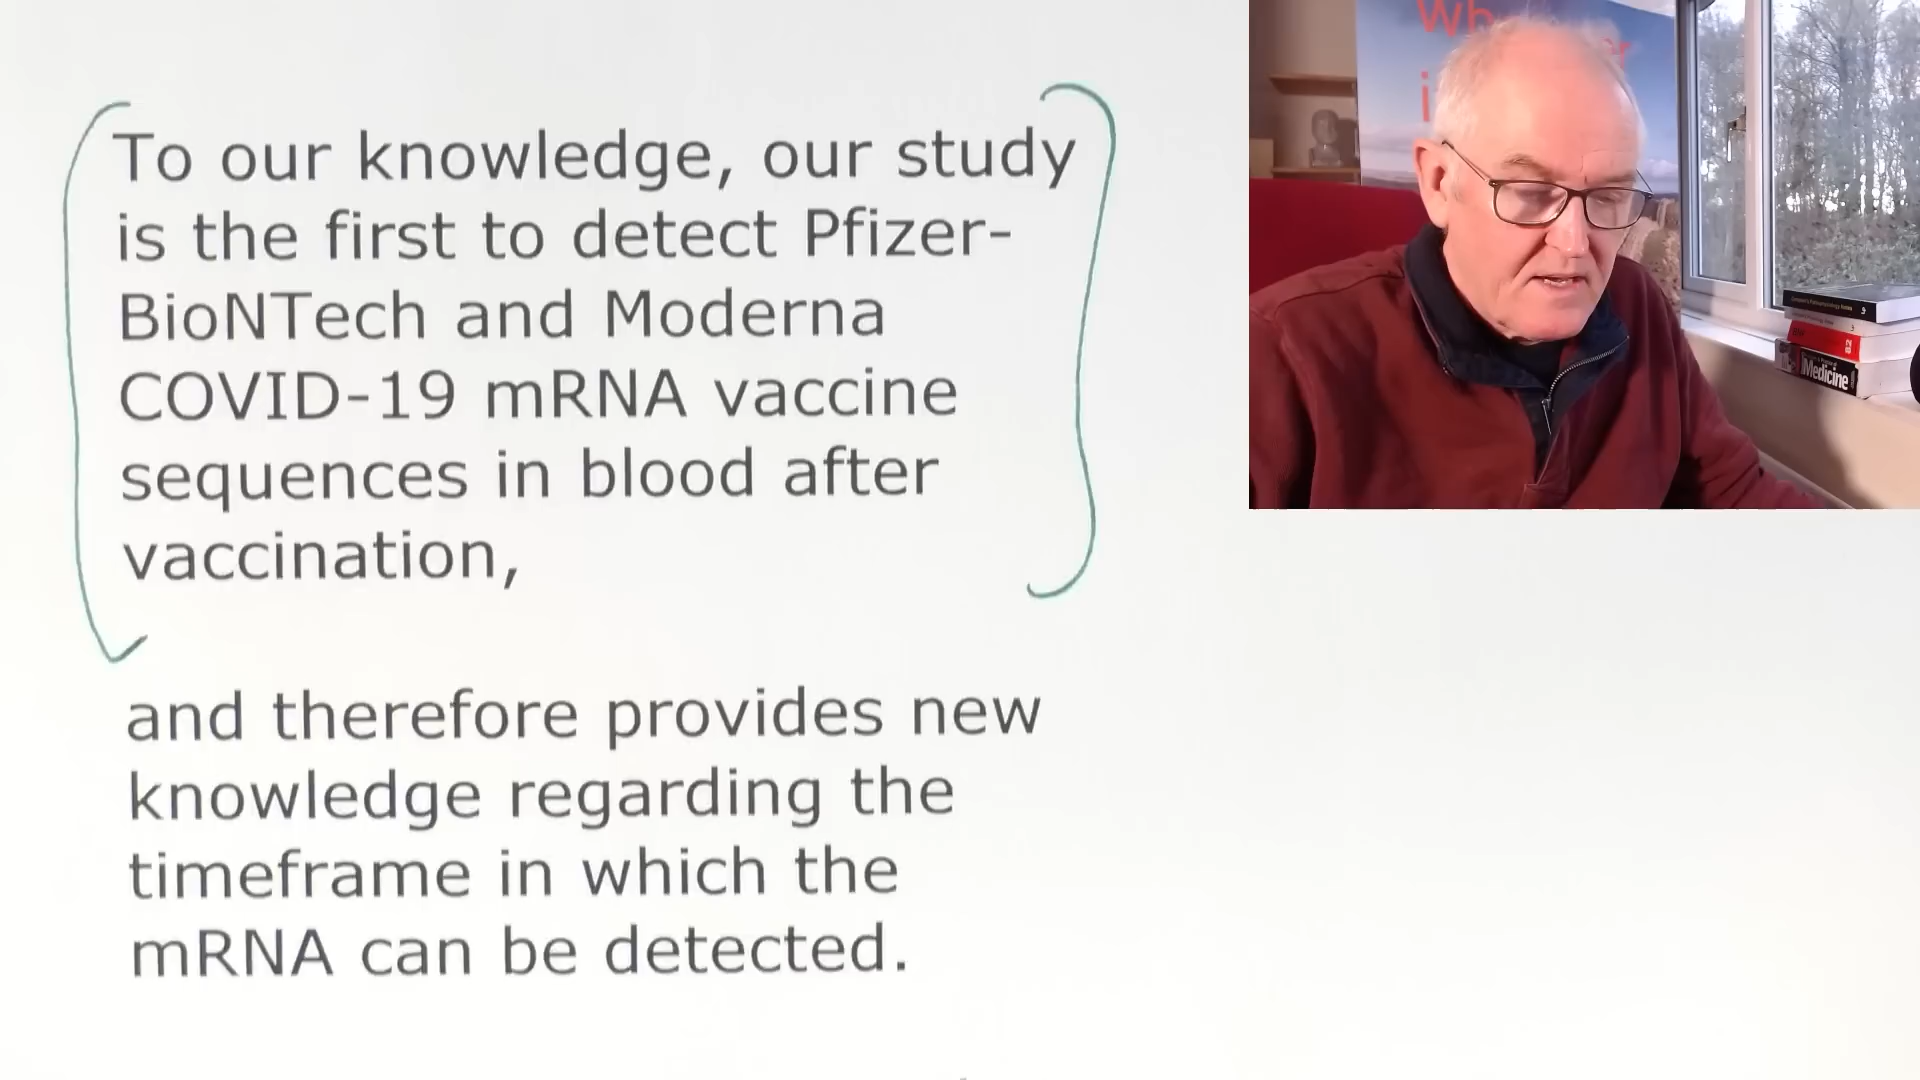 To our knowledge, our study
is the first to detect Pfizer-
BioNTech and Moderna
COVID-19 mRNA vaccine
sequences in blood after
vaccination,
and therefore provides new
knowledge regarding the
timeframe in which the
mRNA can be detected.
Medicine